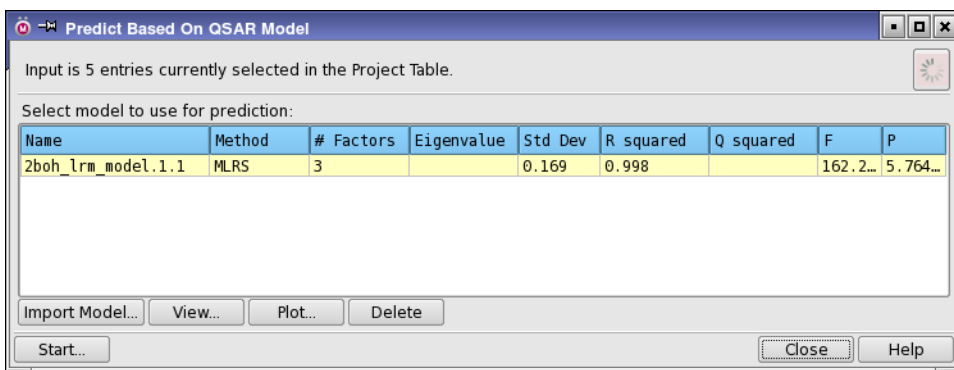 Predict Based On QSAR Model
Input is 5 entries currently selected in the Project Table.
Select model to use for prediction:
Name Method # Factors Eigenvalue Std Dev R squared Q squared F P
2boh_lrm_model.1.1 MLRS 3 0.169 0.998 162.2… 5.764…
Import Model... View... Plot... Delete
Start... Close Help